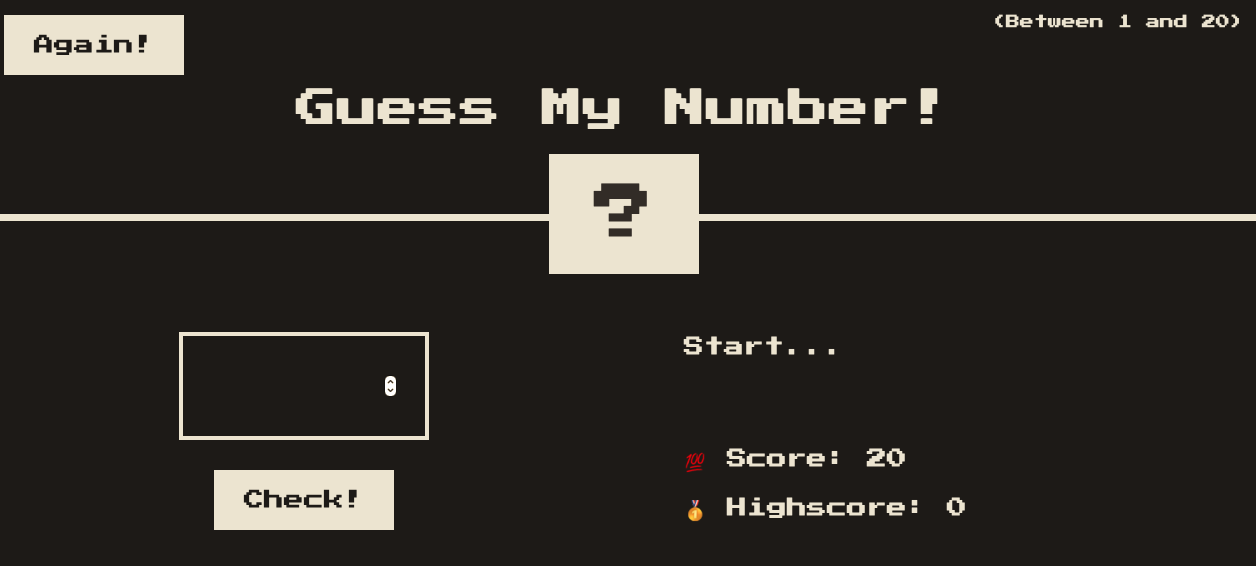 Again!
(Between 1 and 20)
Guess My Number!
?
Start...
Check!
💯 Score: 20
🥇 Highscore: 0